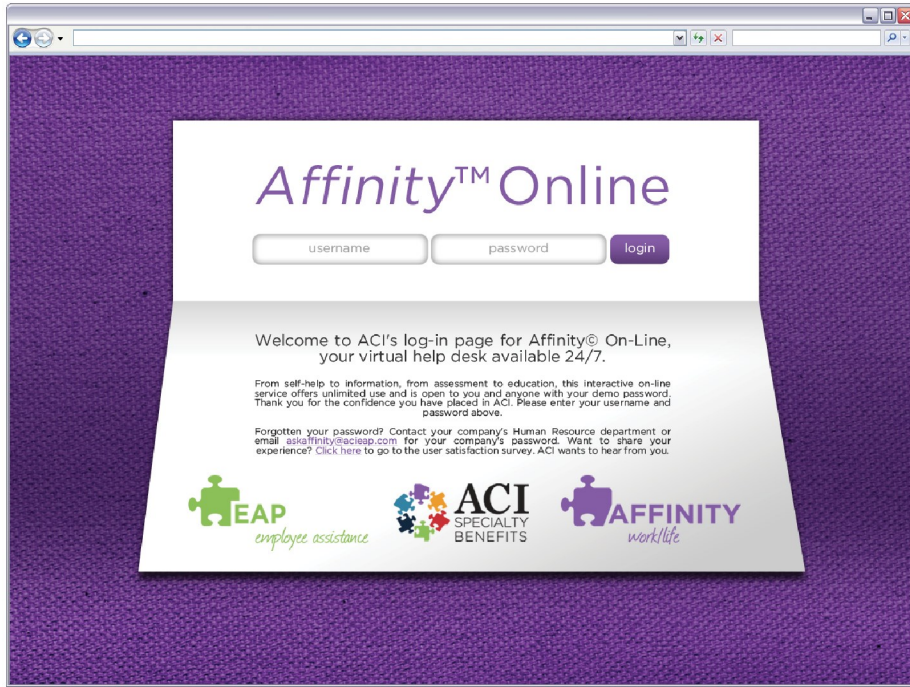 Affinity™ Online
username password login
Welcome to ACI's log-in page for Affinity© On-Line,
your virtual help desk available 24/7.
From self-help to information, from assessment to education, this interactive on-line
service offers unlimited use and is open to you and anyone with your demo password.
Thank you for the confidence you have placed in ACI. Please enter your username and
password above.
Forgotten your password? Contact your company's Human Resource department or
email askaffinity@acieap.com for your company's password. Want to share your
experience? Click here to go to the user satisfaction survey. ACI wants to hear from you.
EAP
employee assistance
ACI
SPECIALTY
BENEFITS
AFFINITY
work/life